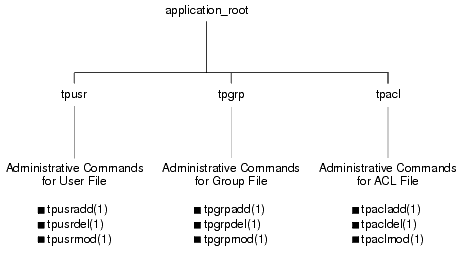 application_root
tpusr tpgrp tpacl
Administrative Commands for User File
Administrative Commands for Group File
Administrative Commands for ACL File
tpusradd(1)
tpusrdel(1)
tpusrmod(1)
tpgrpadd(1)
tpgrpdel(1)
tpgrpmod(1)
tpacladd(1)
tpacldel(1)
tpaclmod(1)